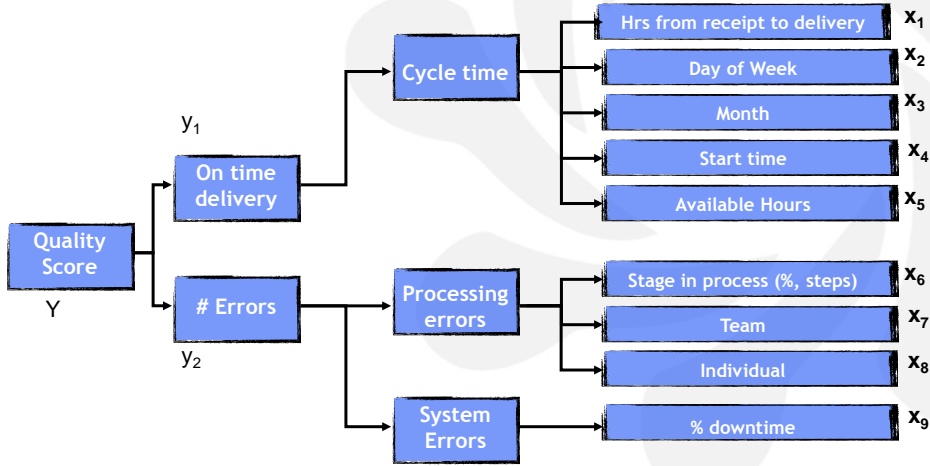 Hrs from receipt to delivery
x1
Cycle time
Day of Week
x2
Month
x3
y1
Start time
x4
On time
delivery
Available Hours
x5
Quality
Score
Y
# Errors
y2
Processing
errors
Stage in process (%, steps)
x6
Team
x7
Individual
x8
System
Errors
% downtime
x9